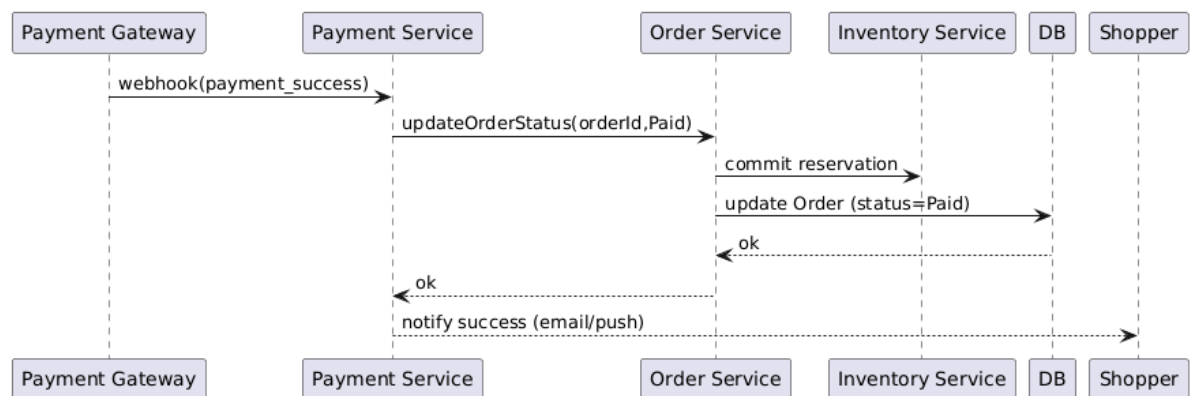 Payment Gateway
Payment Service
Order Service
Inventory Service
DB
Shopper
webhook(payment_success)
updateOrderStatus(orderId,Paid)
commit reservation
update Order (status=Paid)
ok
ok
notify success (email/push)
Payment Gateway
Payment Service
Order Service
Inventory Service
DB
Shopper